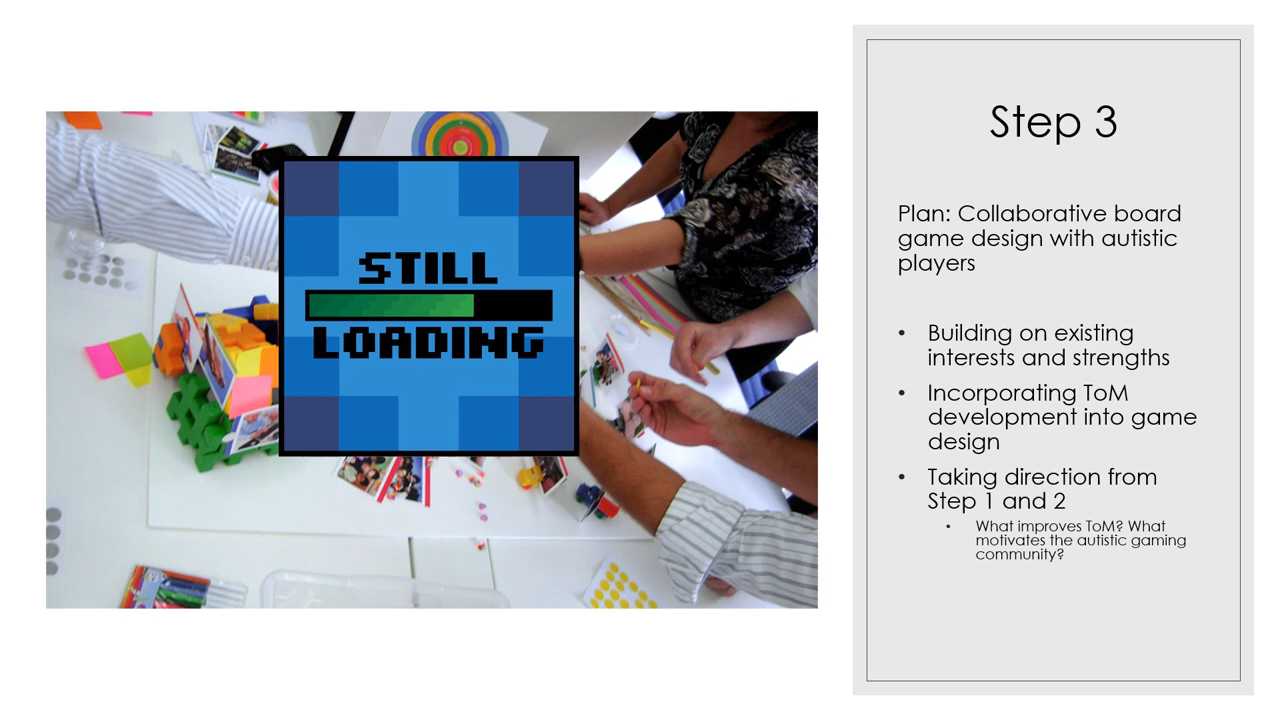 STILL
LOADING
Step 3
Plan: Collaborative board
game design with autistic
players
• Building on existing
interests and strengths
• Incorporating ToM
development into game
design
• Taking direction from
Step 1 and 2
• What improves ToM? What
motivates the autistic gaming
community?